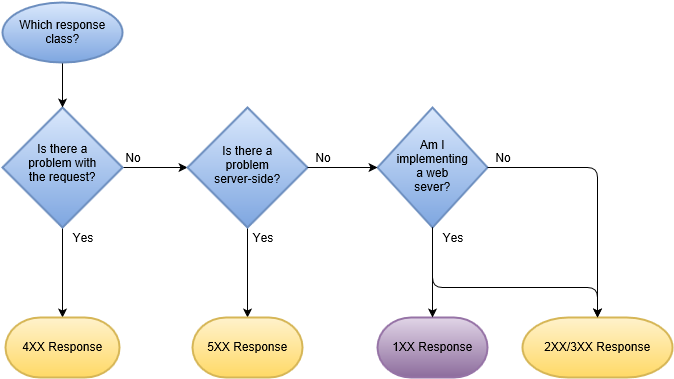 Which response
class?
Is there a
problem with
the request?
No
Is there a
problem
server-side?
No
Am I
implementing
a web
sever?
No
Yes
Yes
Yes
4XX Response
5XX Response
1XX Response
2XX/3XX Response